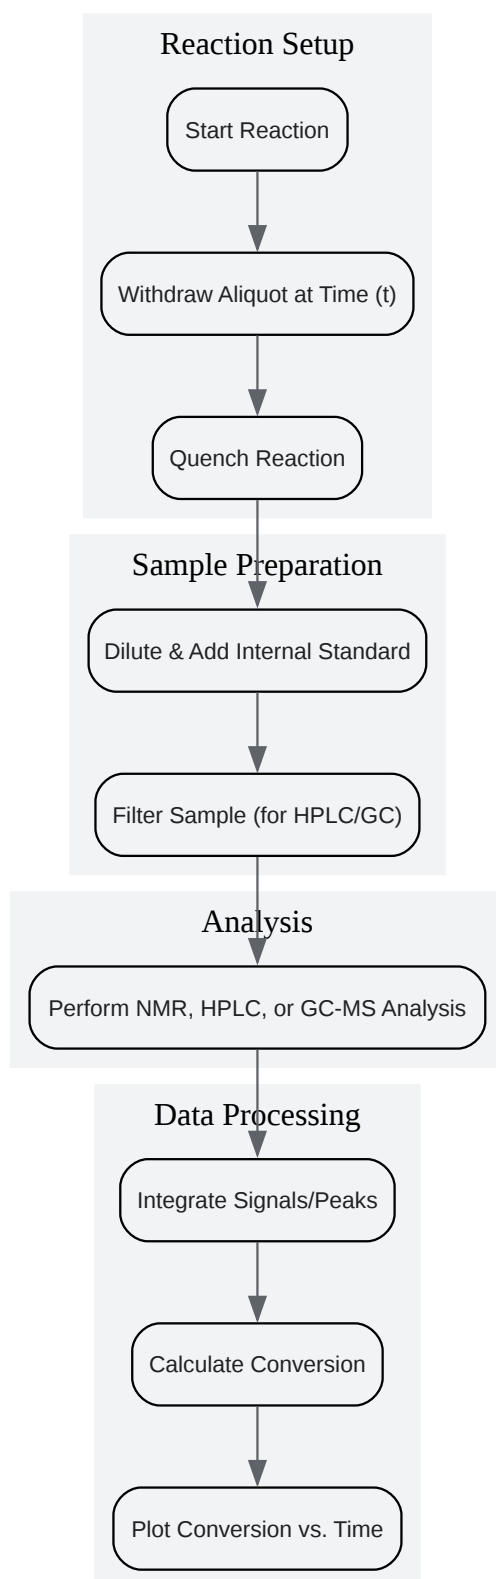 Reaction Setup
Start Reaction
Withdraw Aliquot at Time (t)
Quench Reaction
Sample Preparation
Dilute & Add Internal Standard
Filter Sample (for HPLC/GC)
Analysis
Perform NMR, HPLC, or GC-MS Analysis
Data Processing
Integrate Signals/Peaks
Calculate Conversion
Plot Conversion vs. Time